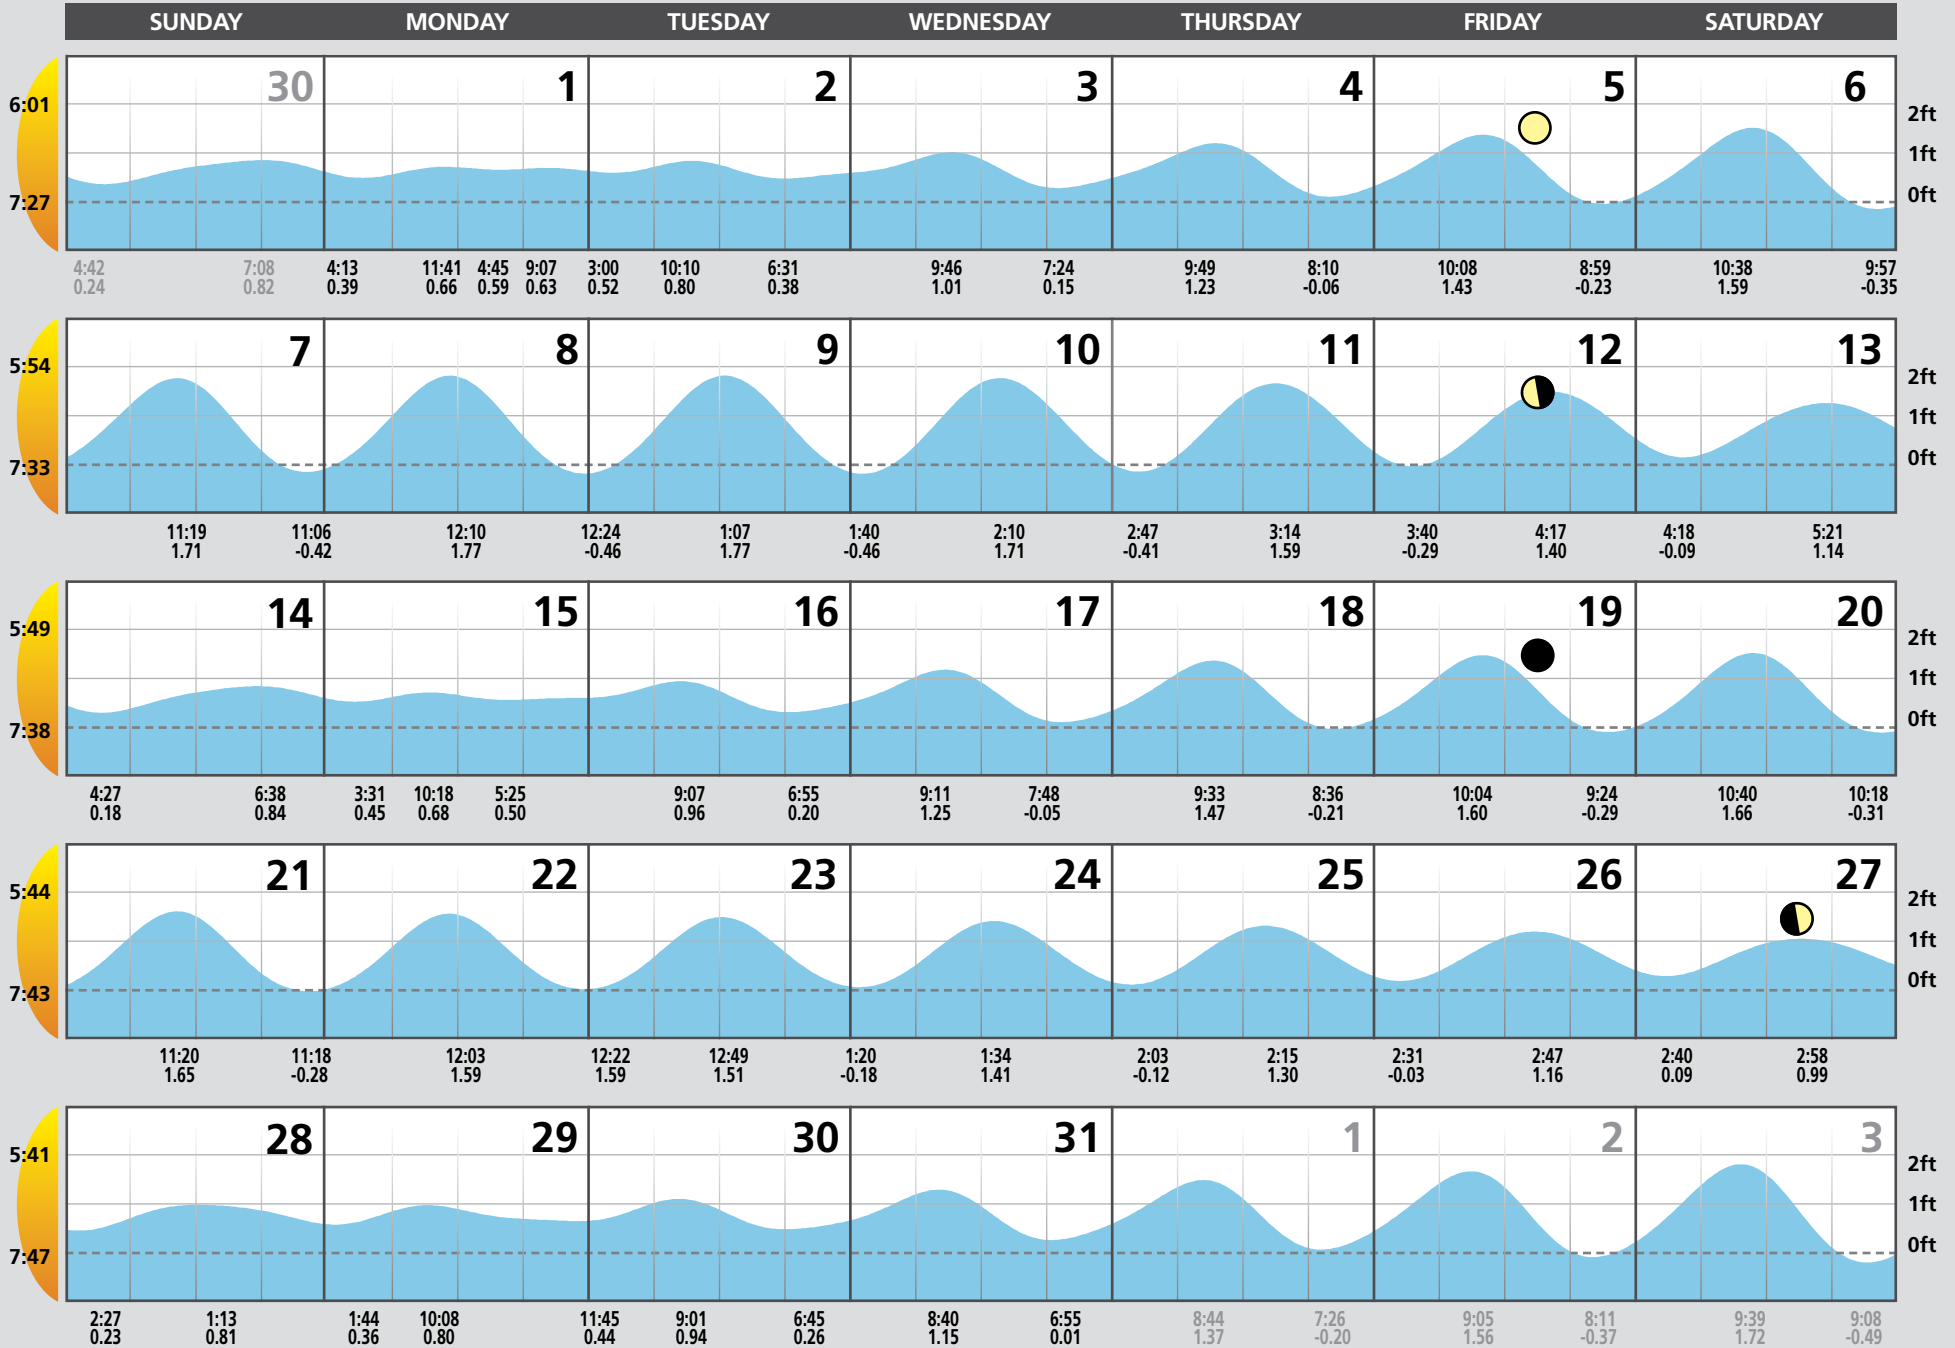 SUNDAY MONDAY TUESDAY WEDNESDAY THURSDAY FRIDAY SATURDAY
30 1 2 3 4 5 6
6:01
2ft
1ft
0ft
7:27
4:42 7:08 4:13 11:41 4:45 9:07 3:00 10:10 6:31 9:46 7:24 9:49 8:10 10:08 8:59 10:38 9:57
0.24 0.82 0.39 0.66 0.59 0.63 0.52 0.80 0.38 1.01 0.15 1.23 -0.06 1.43 -0.23 1.59 -0.35
7 8 9 10 11 12 13
5:54
2ft
1ft
0ft
7:33
11:19 11:06 12:10 12:24 1:07 1:40 2:10 2:47 3:14 3:40 4:17 4:18 5:21
1.71 -0.42 1.77 -0.46 1.77 -0.46 1.71 -0.41 1.59 -0.29 1.40 -0.09 1.14
14 15 16 17 18 19 20
5:49
2ft
1ft
0ft
7:38
4:27 6:38 3:31 10:18 5:25 9:07 6:55 9:11 7:48 9:33 8:36 10:04 9:24 10:40 10:18
0.18 0.84 0.45 0.68 0.50 0.96 0.20 1.25 -0.05 1.47 -0.21 1.60 -0.29 1.66 -0.31
21 22 23 24 25 26 27
5:44
2ft
1ft
0ft
7:43
11:20 11:18 12:03 12:22 12:49 1:20 1:34 2:03 2:15 2:31 2:47 2:40 2:58
1.65 -0.28 1.59 1.59 1.51 -0.18 1.41 -0.12 1.30 -0.03 1.16 0.09 0.99
28 29 30 31 1 2 3
5:41
2ft
1ft
0ft
7:47
2:27 1:13 1:44 10:08 11:45 9:01 6:45 8:40 6:55 8:44 7:26 9:05 8:11 9:39 9:08
0.23 0.81 0.36 0.80 0.44 0.94 0.26 1.15 0.01 1.37 -0.20 1.56 -0.37 1.72 -0.49